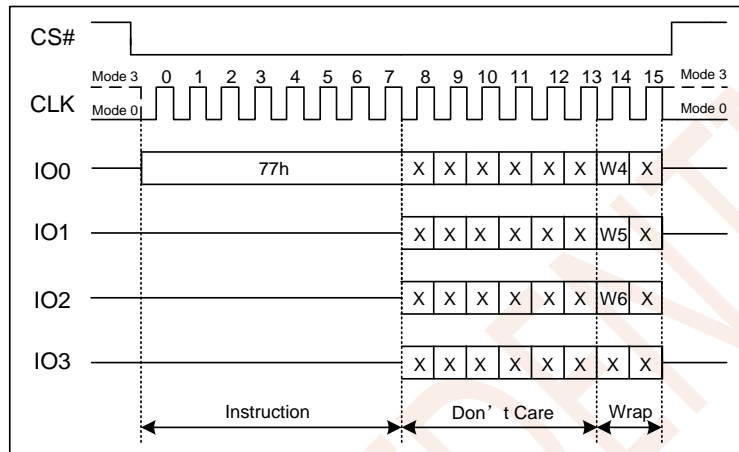 CS#
Mode 3 0 1 2 3 4 5 6 7 8 9 10 11 12 13 14 15 Mode 3
CLK
Mode 0 Mode 0
IO0 77h X X X X X X W4 X
IO1 X X X X X X W5 X
IO2 X X X X X X W6 X
IO3 X X X X X X X X
Instruction Don’t Care Wrap